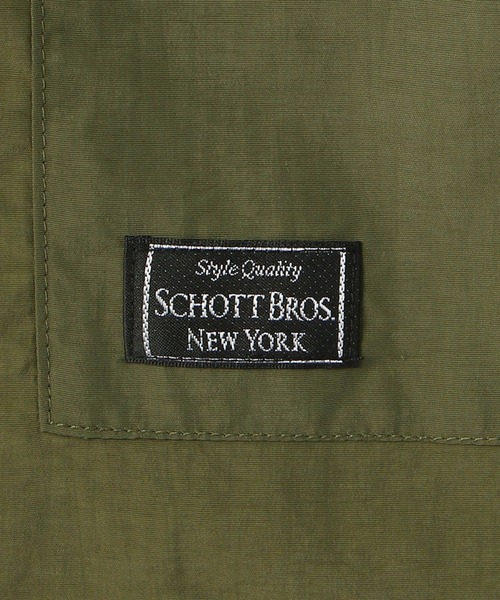 Style Quality
SCHOTT BROS.
NEW YORK